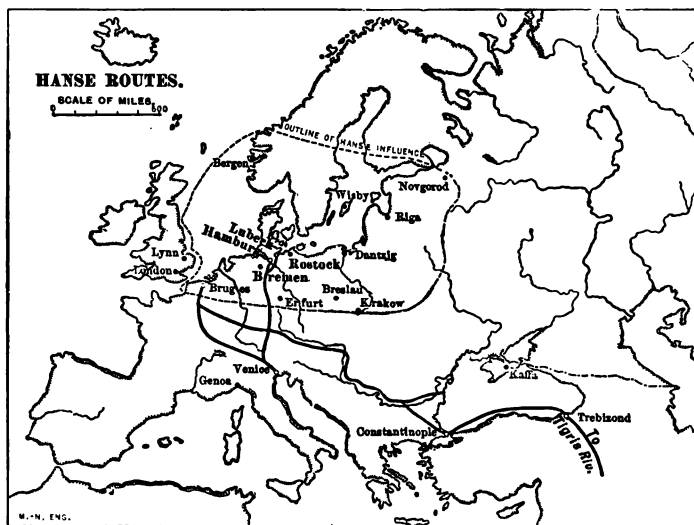 HANSE ROUTES.
SCALE OF MILES.
0 500
OUTLINE OF HANSE INFLUENCE
Bergen
Novgorod
Wisby
Riga
Lubeck
Hamburg
Lynn
London
Rostock
Dantzig
Bremen
Bruges
Erfurt
Breslau
Krakow
Venice
Genoa
Kaffa
Constantinople
Trebizond
TO
Tigris Riv.
M.-N. ENG.